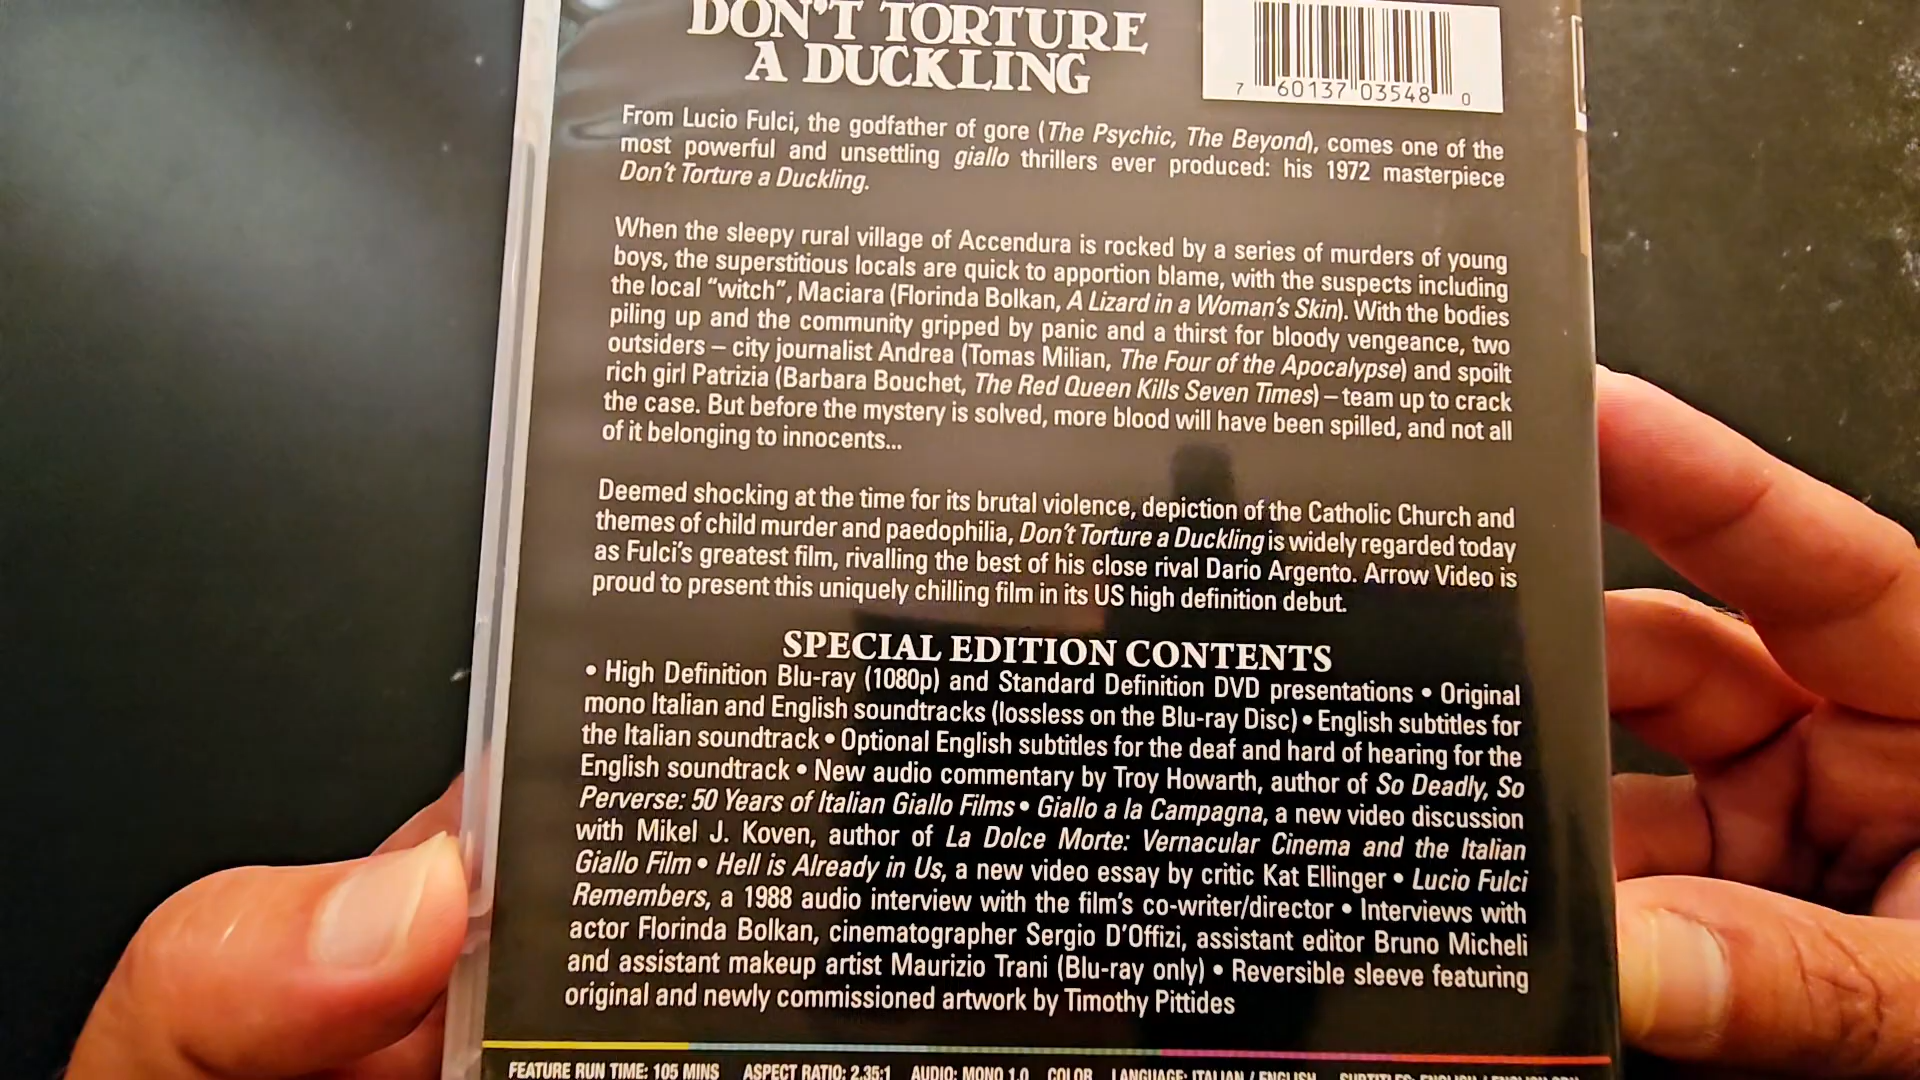 DON'T TORTURE
A DUCKLING
7 60137 03548 0
From Lucio Fulci, the godfather of gore (The Psychic, The Beyond), comes one of the
most powerful and unsettling giallo thrillers ever produced: his 1972 masterpiece
Don't Torture a Duckling.
When the sleepy rural village of Accendura is rocked by a series of murders of young
boys, the superstitious locals are quick to apportion blame, with the suspects including
the local “witch”, Maciara (Florinda Bolkan, A Lizard in a Woman's Skin). With the bodies
piling up and the community gripped by panic and a thirst for bloody vengeance, two
outsiders – city journalist Andrea (Tomas Milian, The Four of the Apocalypse) and spoilt
rich girl Patrizia (Barbara Bouchet, The Red Queen Kills Seven Times) – team up to crack
the case. But before the mystery is solved, more blood will have been spilled, and not all
of it belonging to innocents...
Deemed shocking at the time for its brutal violence, depiction of the Catholic Church and
themes of child murder and paedophilia, Don't Torture a Duckling is widely regarded today
as Fulci's greatest film, rivalling the best of his close rival Dario Argento. Arrow Video is
proud to present this uniquely chilling film in its US high definition debut.
SPECIAL EDITION CONTENTS
• High Definition Blu-ray (1080p) and Standard Definition DVD presentations • Original
mono Italian and English soundtracks (lossless on the Blu-ray Disc) • English subtitles for
the Italian soundtrack • Optional English subtitles for the deaf and hard of hearing for the
English soundtrack • New audio commentary by Troy Howarth, author of So Deadly, So
Perverse: 50 Years of Italian Giallo Films • Giallo a la Campagna, a new video discussion
with Mikel J. Koven, author of La Dolce Morte: Vernacular Cinema and the Italian
Giallo Film • Hell is Already in Us, a new video essay by critic Kat Ellinger • Lucio Fulci
Remembers, a 1988 audio interview with the film's co-writer/director • Interviews with
actor Florinda Bolkan, cinematographer Sergio D'Offizi, assistant editor Bruno Micheli
and assistant makeup artist Maurizio Trani (Blu-ray only) • Reversible sleeve featuring
original and newly commissioned artwork by Timothy Pittides
FEATURE RUN TIME: 105 MINS ASPECT RATIO: 2.35:1 AUDIO: MONO 1.0 COLOR LANGUAGE: ITALIAN / ENGLISH